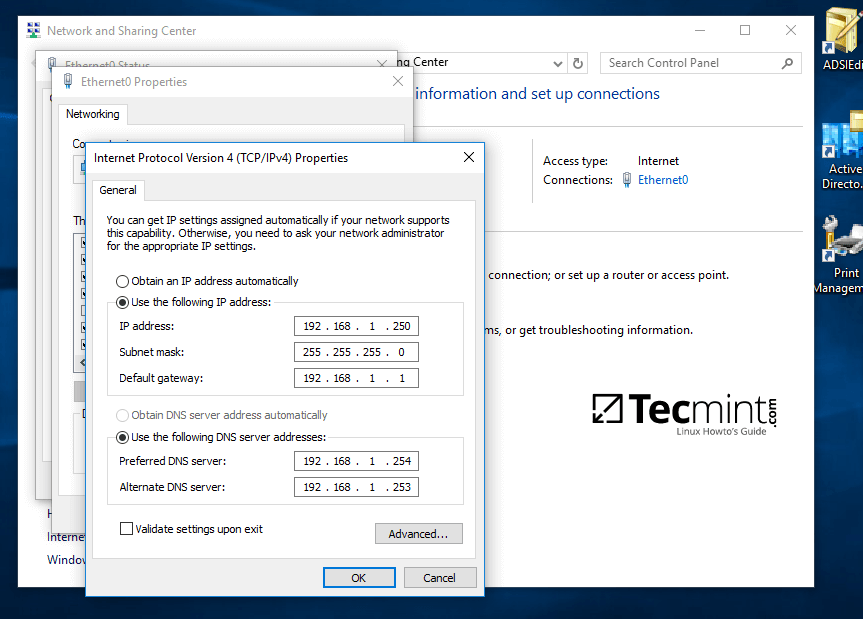 Network and Sharing Center
Ethernet0 Status
ng Center
Search Control Panel
Ethernet0 Properties
information and set up connections
Networking
Internet Protocol Version 4 (TCP/IPv4) Properties
General
You can get IP settings assigned automatically if your network supports
this capability. Otherwise, you need to ask your network administrator
for the appropriate IP settings.
Obtain an IP address automatically
Use the following IP address:
IP address:
192 . 168 . 1 . 250
Subnet mask:
255 . 255 . 255 . 0
Default gateway:
192 . 168 . 1 . 1
Obtain DNS server address automatically
Use the following DNS server addresses:
Preferred DNS server:
192 . 168 . 1 . 254
Alternate DNS server:
192 . 168 . 1 . 253
Validate settings upon exit
Advanced...
OK
Cancel
Access type:
Internet
Connections:
Ethernet0
connection; or set up a router or access point.
ms, or get troubleshooting information.
Tecmint.com
Linux Howto's Guide
Co
Th
H
Interne
Window
ADSIEdi
Active
Directo.
Print
Managem